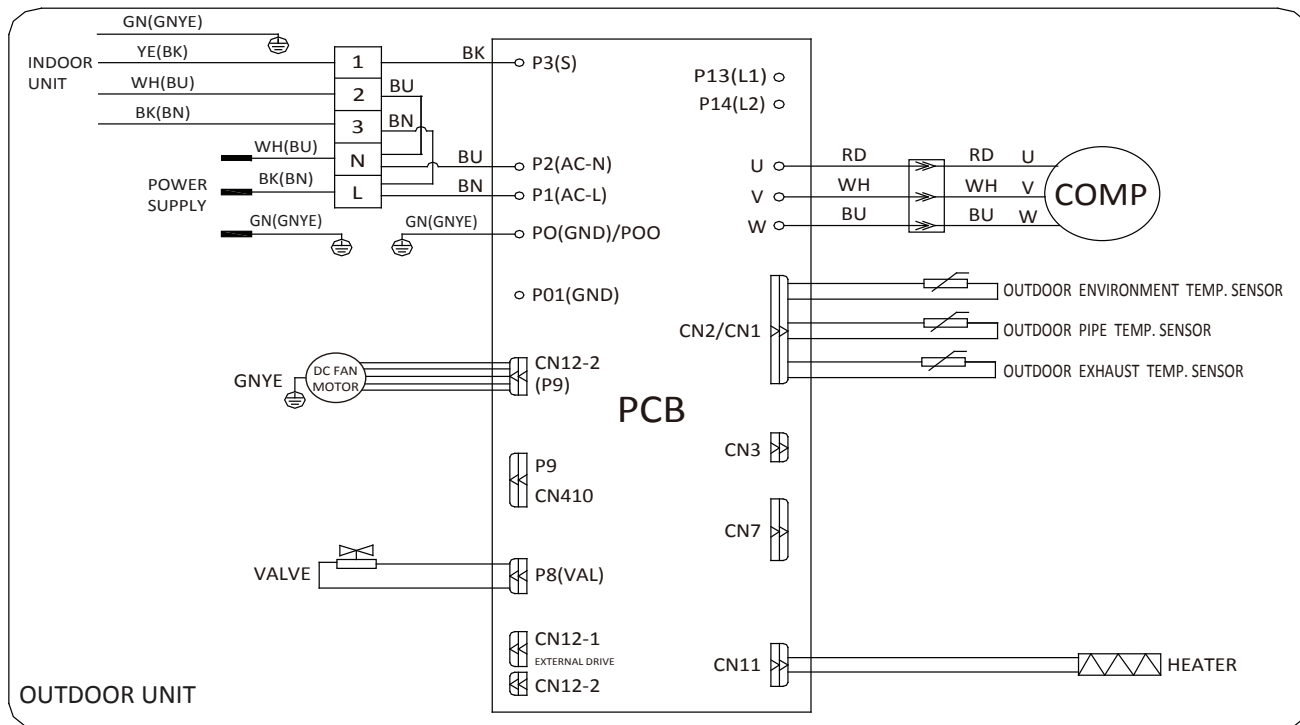 GN(GNYE)
INDOOR
UNIT
YE(BK)
WH(BU)
BK(BN)
1
2
3
N
L
BK
BU
BN
BU
BN
WH(BU)
POWER
SUPPLY
BK(BN)
GN(GNYE)
GN(GNYE)
P3(S)
P2(AC-N)
P1(AC-L)
PO(GND)/POO
P01(GND)
GNYE
DC FAN
MOTOR
CN12-2
(P9)
P9
CN410
VALVE
P8(VAL)
CN12-1
EXTERNAL DRIVE
CN12-2
PCB
P13(L1)
P14(L2)
U RD RD U
V WH WH V
W BU BU W
COMP
CN2/CN1
OUTDOOR ENVIRONMENT TEMP. SENSOR
OUTDOOR PIPE TEMP. SENSOR
OUTDOOR EXHAUST TEMP. SENSOR
CN3
CN7
CN11
HEATER
OUTDOOR UNIT